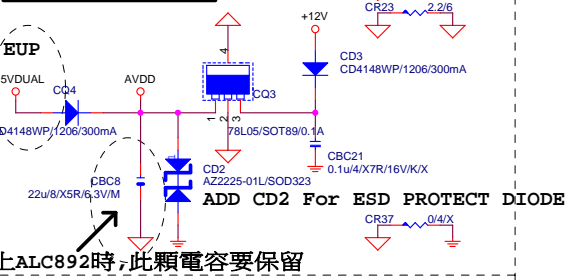 CR23
2.2/6
+12V
EUP
4
5VDUAL
AVDD
CD3
CD4148WP/1206/300mA
CQ4
CQ3
1
2
3
D4148WP/1206/300mA
78L05/SOT89/0.1A
CBC21
0.1u/4/X7R/16V/K/X
CBC8
22u/8/X5R/6.3V/M
1
CD2
AZ2225-01L/SOD323
ADD CD2 For ESD PROTECT DIODE
CR37
0/4/X
上ALC892時,此顆電容要保留